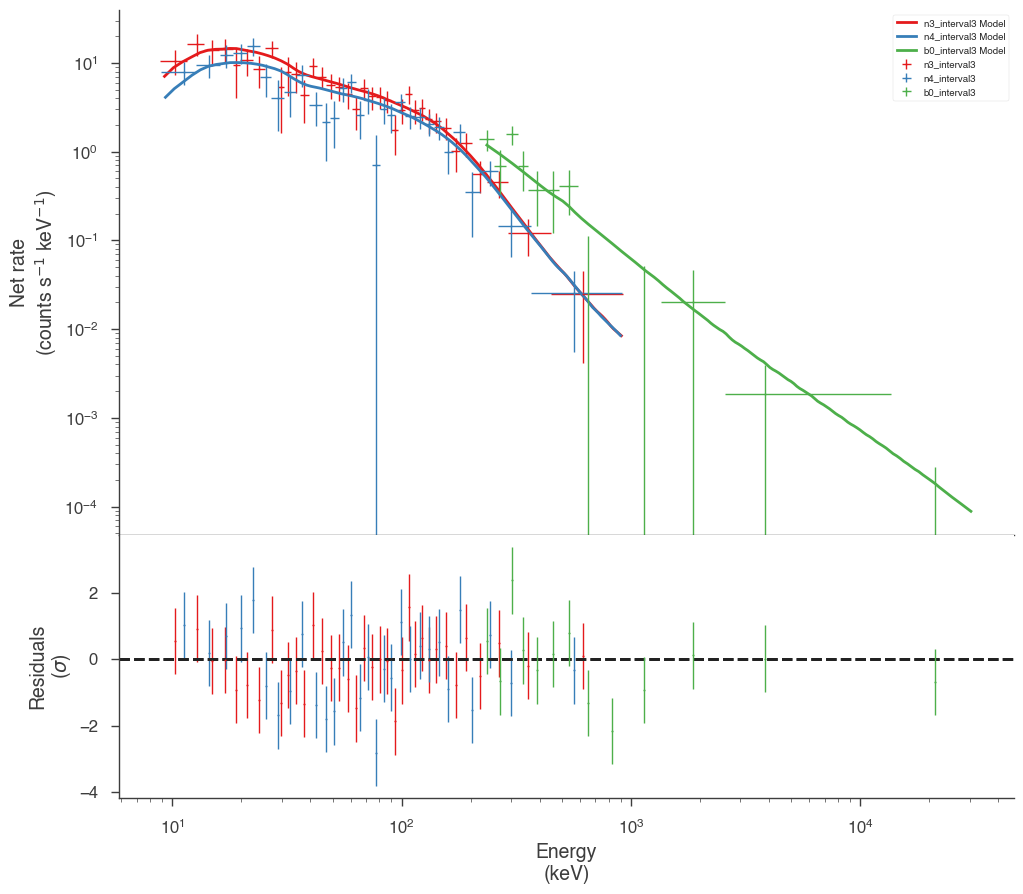 n3_interval3 Model
n4_interval3 Model
b0_interval3 Model
n3_interval3
n4_interval3
b0_interval3
Net rate
(counts s⁻¹ keV⁻¹)
10¹
10⁰
10⁻¹
10⁻²
10⁻³
10⁻⁴
Residuals
(σ)
2
0
−2
−4
10¹ 10² 10³ 10⁴
Energy
(keV)